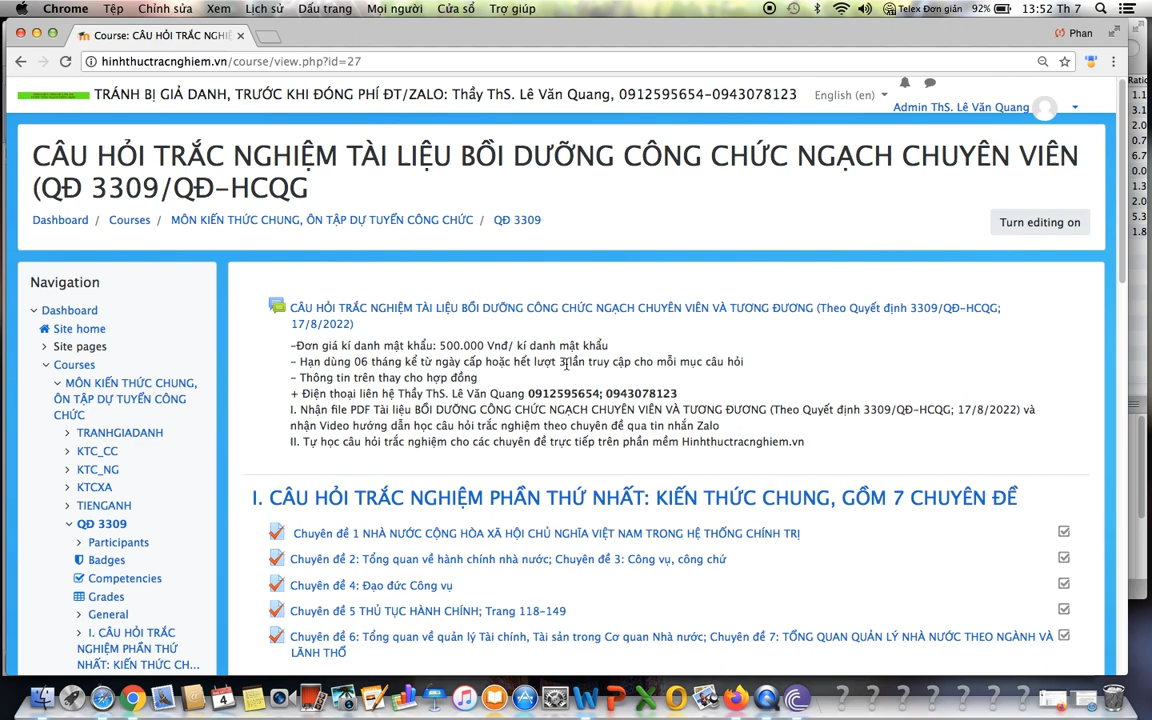 Chrome Tệp Chỉnh sửa Xem Lịch sử Dấu trang Mọi người Cửa sổ Trợ giúp Telex Đơn giản 92% 13:52 Th 7
Course: CÂU HỎI TRẮC NGHIỆ Phan
hinhthuctracnghiem.vn/course/view.php?id=27
TRÁNH BỊ GIẢ DANH, TRƯỚC KHI ĐÓNG PHÍ ĐT/ZALO: Thầy ThS. Lê Văn Quang, 0912595654-0943078123 English (en)
Admin ThS. Lê Văn Quang
CÂU HỎI TRẮC NGHIỆM TÀI LIỆU BỒI DƯỠNG CÔNG CHỨC NGẠCH CHUYÊN VIÊN
(QĐ 3309/QĐ-HCQG
Dashboard / Courses / MÔN KIẾN THỨC CHUNG, ÔN TẬP DỰ TUYỂN CÔNG CHỨC / QĐ 3309
Turn editing on
Navigation
Dashboard
Site home
Site pages
Courses
MÔN KIẾN THỨC CHUNG,
ÔN TẬP DỰ TUYỂN CÔNG
CHỨC
TRANHGIADANH
KTC_CC
KTC_NG
KTCXA
TIENGANH
QĐ 3309
Participants
Badges
Competencies
Grades
General
I. CÂU HỎI TRẮC
NGHIỆM PHẦN THỨ
NHẤT: KIẾN THỨC CH...
CÂU HỎI TRẮC NGHIỆM TÀI LIỆU BỒI DƯỠNG CÔNG CHỨC NGẠCH CHUYÊN VIÊN VÀ TƯƠNG ĐƯƠNG (Theo Quyết định 3309/QĐ-HCQG;
17/8/2022)
-Đơn giá kí danh mật khẩu: 500.000 Vnđ/ kí danh mật khẩu
- Hạn dùng 06 tháng kể từ ngày cấp hoặc hết lượt 3 lần truy cập cho mỗi mục câu hỏi
- Thông tin trên thay cho hợp đồng
+ Điện thoại liên hệ Thầy ThS. Lê Văn Quang 0912595654; 0943078123
I. Nhận file PDF Tài liệu BỒI DƯỠNG CÔNG CHỨC NGẠCH CHUYÊN VIÊN VÀ TƯƠNG ĐƯƠNG (Theo Quyết định 3309/QĐ-HCQG; 17/8/2022) và
nhận Video hướng dẫn học câu hỏi trắc nghiệm theo chuyên đề qua tin nhắn Zalo
II. Tự học câu hỏi trắc nghiệm cho các chuyên đề trực tiếp trên phần mềm Hinhthuctracnghiem.vn
I. CÂU HỎI TRẮC NGHIỆM PHẦN THỨ NHẤT: KIẾN THỨC CHUNG, GỒM 7 CHUYÊN ĐỀ
Chuyên đề 1 NHÀ NƯỚC CỘNG HÒA XÃ HỘI CHỦ NGHĨA VIỆT NAM TRONG HỆ THỐNG CHÍNH TRỊ
Chuyên đề 2: Tổng quan về hành chính nhà nước; Chuyên đề 3: Công vụ, công chứ
Chuyên đề 4: Đạo đức Công vụ
Chuyên đề 5 THỦ TỤC HÀNH CHÍNH; Trang 118-149
Chuyên đề 6: Tổng quan về quản lý Tài chính, Tài sản trong Cơ quan Nhà nước; Chuyên đề 7: TỔNG QUAN QUẢN LÝ NHÀ NƯỚC THEO NGÀNH VÀ
LÃNH THỔ